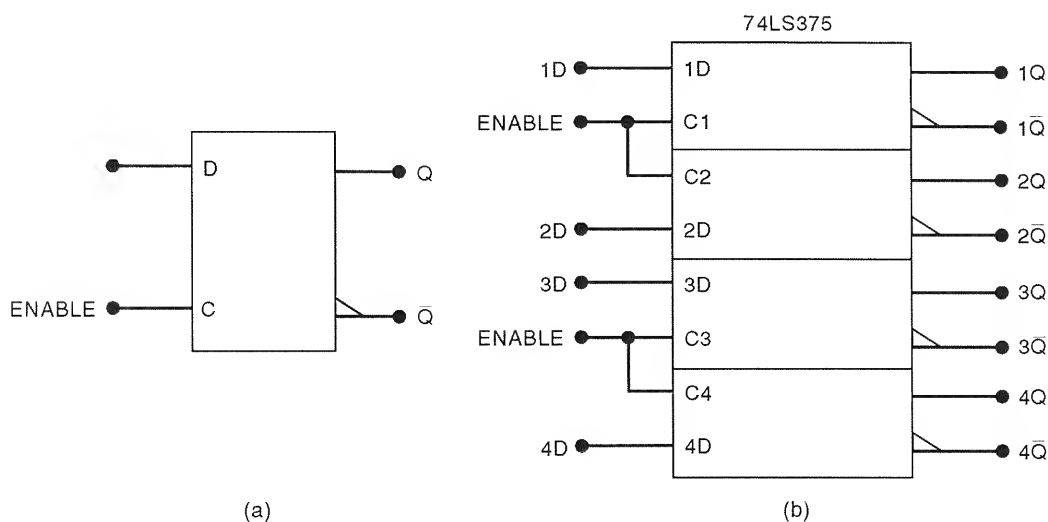 D
Q
ENABLE
C
Q̅
(a)
74LS375
1D
1D
1Q
ENABLE
C1
1Q̅
C2
2Q
2D
2D
2Q̅
3D
3D
3Q
ENABLE
C3
3Q̅
C4
4Q
4D
4D
4Q̅
(b)